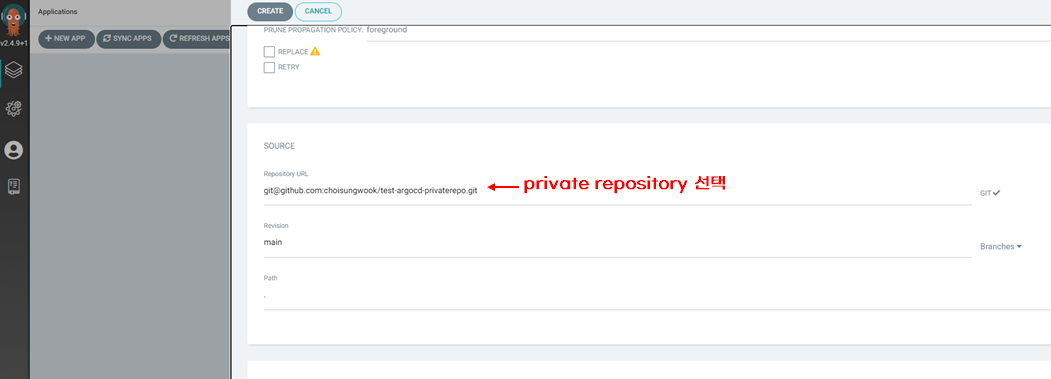 Applications
v2.4.9+1
NEW APP
SYNC APPS
REFRESH APPS
CREATE
CANCEL
PRUNE PROPAGATION POLICY: foreground
REPLACE
RETRY
SOURCE
Repository URL
git@github.com:choisungwook/test-argocd-privaterepo.git
private repository 선택
GIT
Revision
main
Branches
Path
.